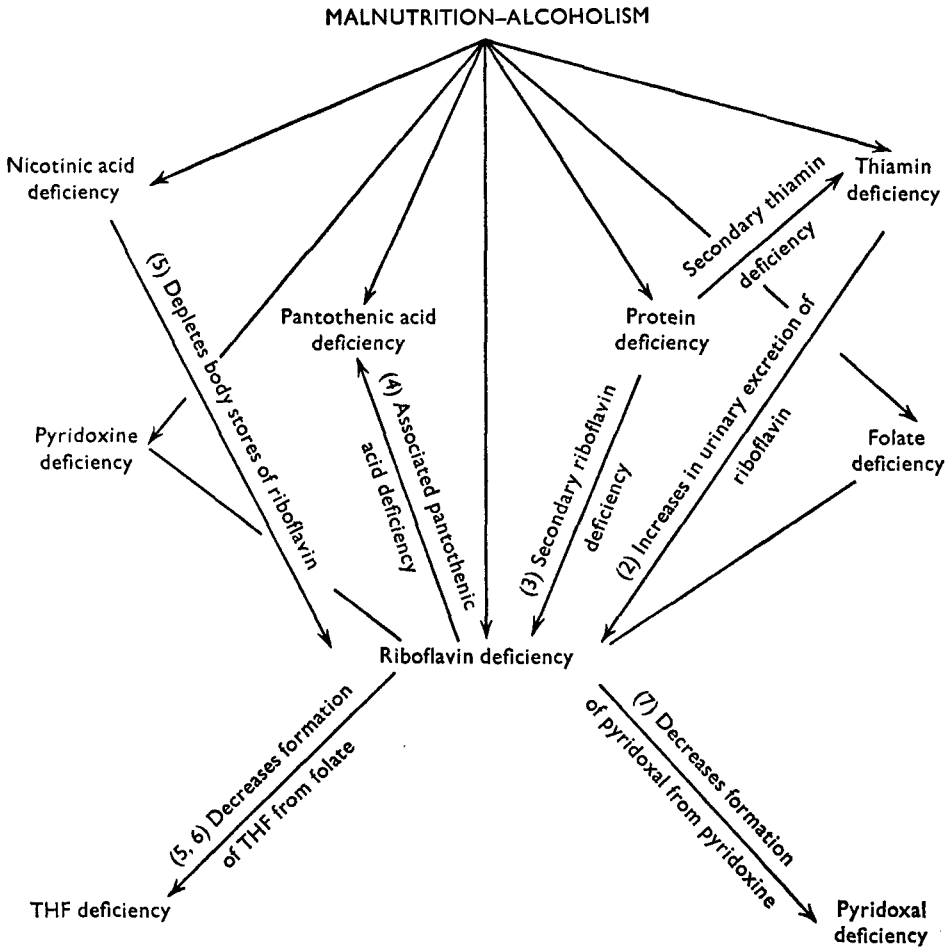 MALNUTRITION–ALCOHOLISM
Nicotinic acid
deficiency
Thiamin
deficiency
Secondary thiamin
deficiency
(5) Depletes body stores of riboflavin
Pantothenic acid
deficiency
Protein
deficiency
(2) Increases in urinary excretion of
riboflavin
Pyridoxine
deficiency
(4) Associated pantothenic
acid deficiency
(3) Secondary riboflavin
deficiency
Folate
deficiency
Riboflavin deficiency
(5, 6) Decreases formation
of THF from folate
(7) Decreases formation
of pyridoxal from pyridoxine
THF deficiency
Pyridoxal
deficiency